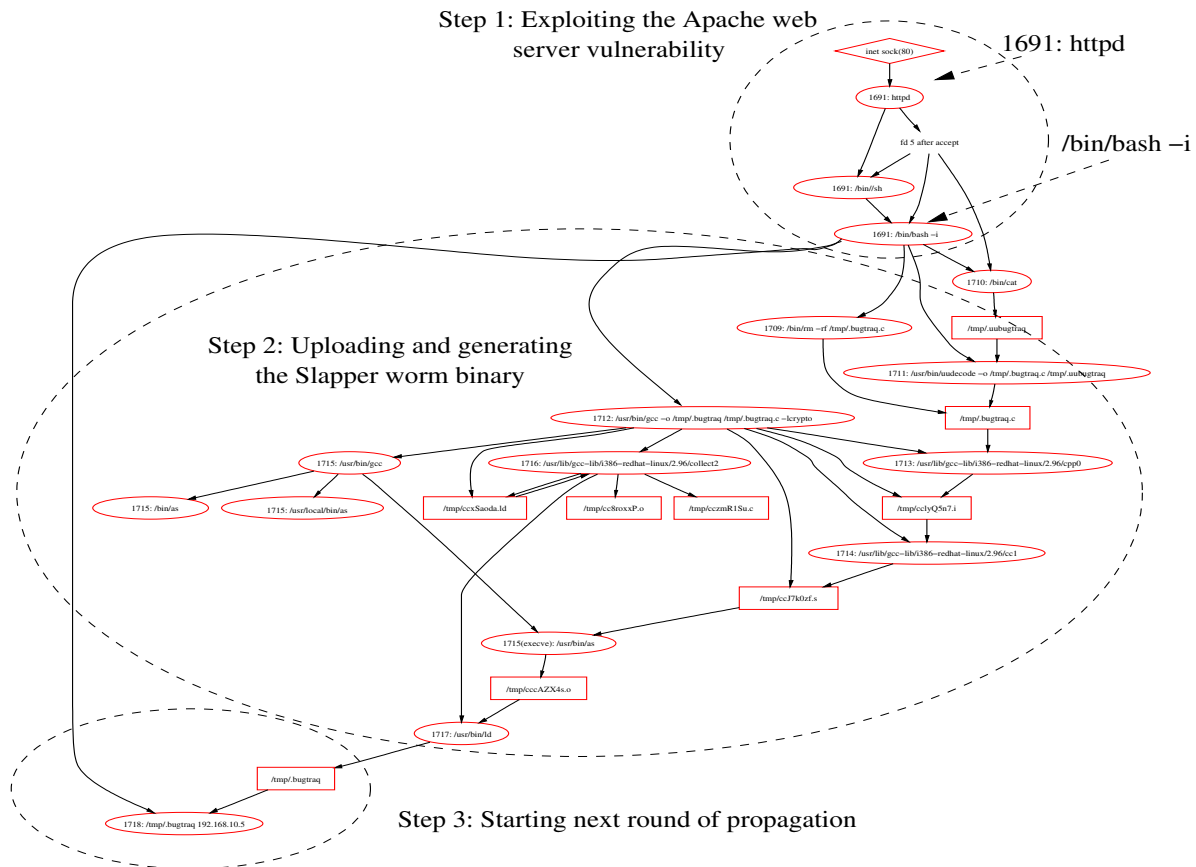 Step 1: Exploiting the Apache web
server vulnerability
inet sock(80)
1691: httpd
1691: httpd
fd 5 after accept
/bin/bash −i
1691: /bin//sh
1691: /bin/bash −i
1710: /bin/cat
1709: /bin/rm −rf /tmp/.bugtraq.c
/tmp/.uubugtraq
Step 2: Uploading and generating
the Slapper worm binary
1711: /usr/bin/uudecode −o /tmp/.bugtraq.c /tmp/.uubugtraq
1712: /usr/bin/gcc −o /tmp/.bugtraq /tmp/.bugtraq.c −lcrypto
/tmp/.bugtraq.c
1715: /usr/bin/gcc
1716: /usr/lib/gcc−lib/i386−redhat−linux/2.96/collect2
1713: /usr/lib/gcc−lib/i386−redhat−linux/2.96/cpp0
1715: /bin/as
1715: /usr/local/bin/as
/tmp/ccxSaoda.ld
/tmp/cc8roxxP.o
/tmp/cczmR1Su.c
/tmp/cclyQ5n7.i
1714: /usr/lib/gcc−lib/i386−redhat−linux/2.96/cc1
/tmp/ccJ7k0zf.s
1715(execve): /usr/bin/as
/tmp/cccAZX4s.o
1717: /usr/bin/ld
/tmp/.bugtraq
1718: /tmp/.bugtraq 192.168.10.5
Step 3: Starting next round of propagation